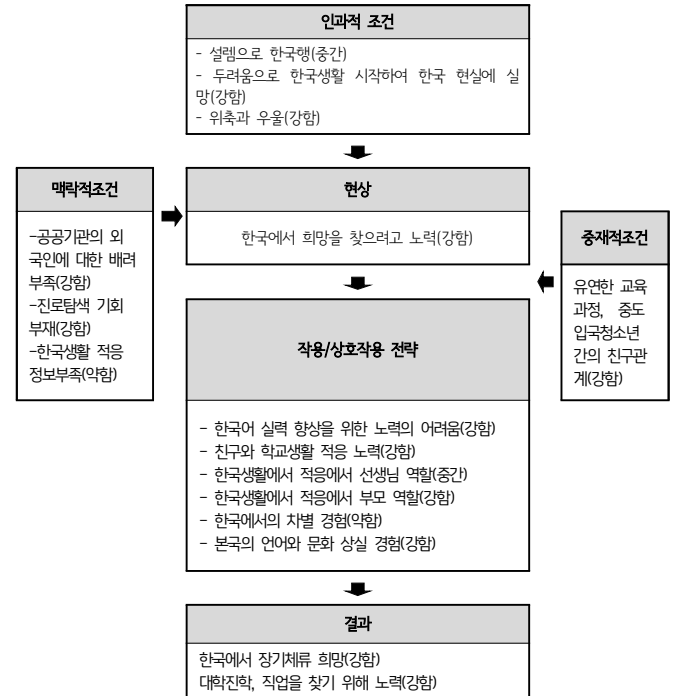 인과적 조건
- 설렘으로 한국행(중간)
- 두려움으로 한국생활 시작하여 한국 현실에 실
망(강함)
- 위축과 우울(강함)
맥락적조건
-공공기관의 외
국인에 대한 배려
부족(강함)
-진로탐색 기회
부재(강함)
-한국생활 적응
정보부족(약함)
현상
한국에서 희망을 찾으려고 노력(강함)
중재적조건
유연한 교육
과정, 중도
입국청소년
간의 친구관
계(강함)
작용/상호작용 전략
- 한국어 실력 향상을 위한 노력의 어려움(강함)
- 친구와 학교생활 적응 노력(강함)
- 한국생활에서 적응에서 선생님 역할(중간)
- 한국생활에서 적응에서 부모 역할(강함)
- 한국에서의 차별 경험(약함)
- 본국의 언어와 문화 상실 경험(강함)
결과
한국에서 장기체류 희망(강함)
대학진학, 직업을 찾기 위해 노력(강함)